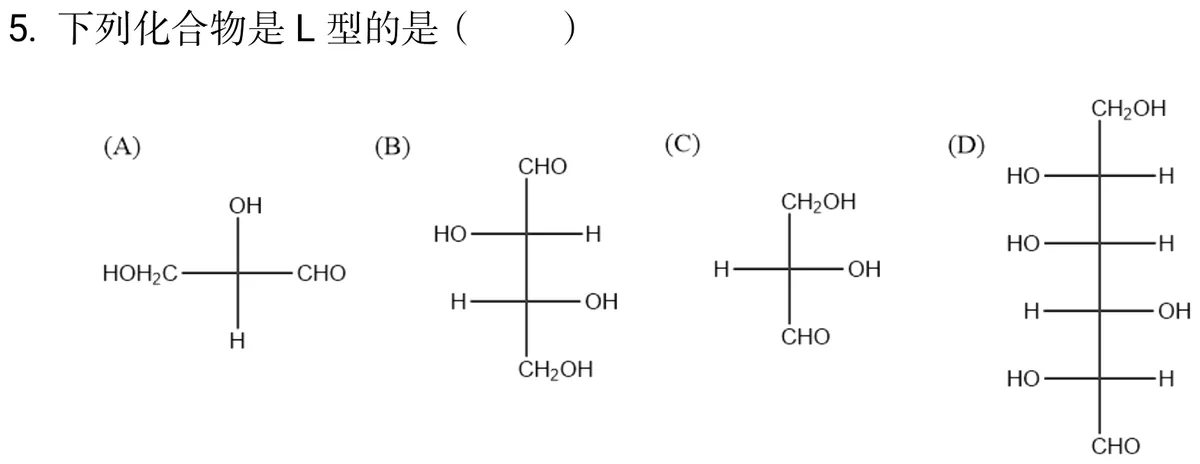 5. 下列化合物是 L 型的是（ ）
(A)
OH
HOH₂C CHO
H
(B)
CHO
HO H
H OH
CH₂OH
(C)
CH₂OH
H OH
CHO
(D)
CH₂OH
HO H
HO H
H OH
HO H
CHO